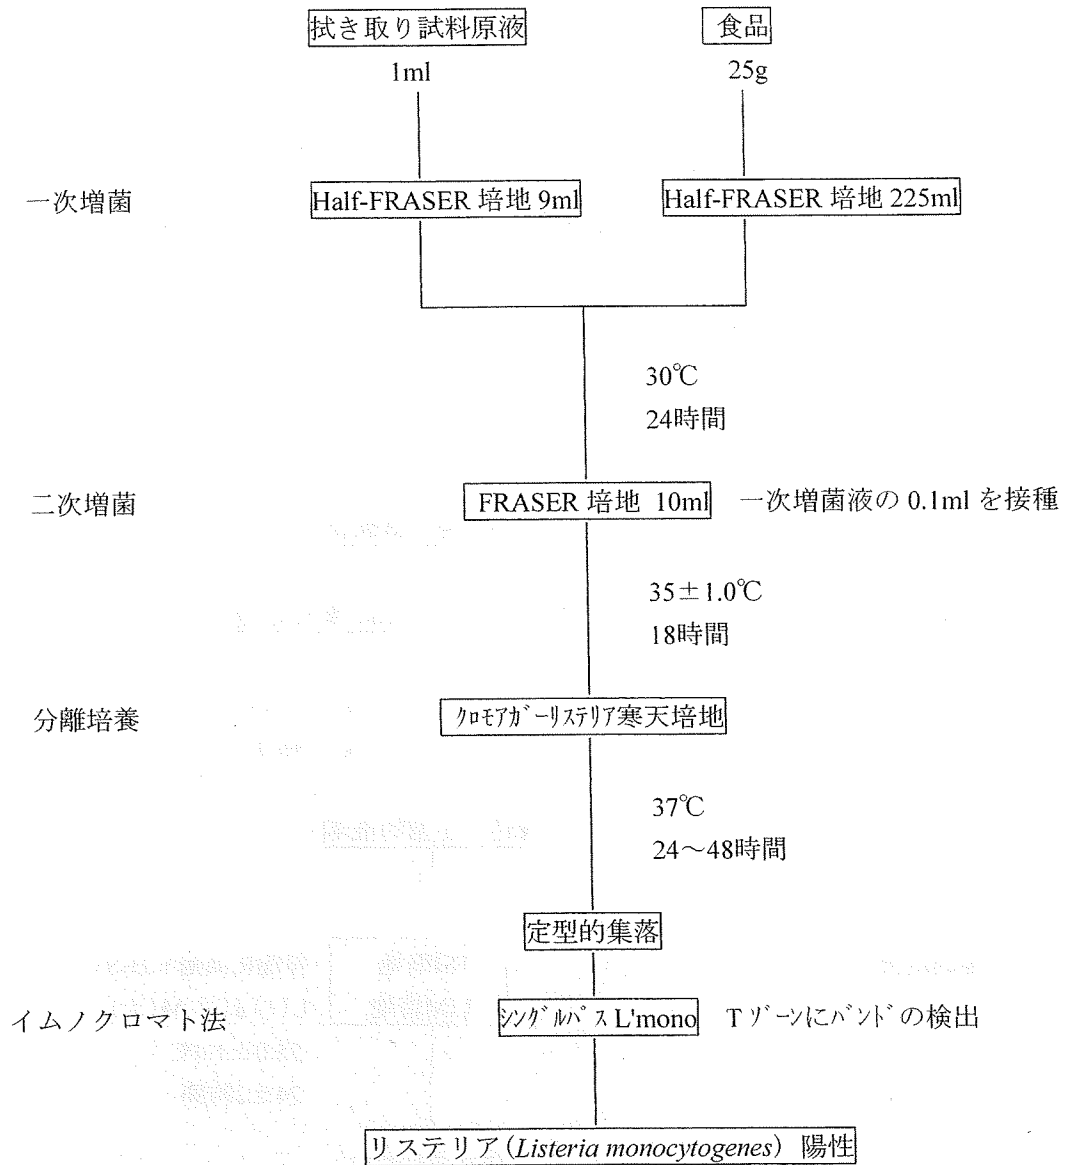 拭き取り試料原液 食品
1ml 25g
一次増菌 Half-FRASER 培地 9ml Half-FRASER 培地 225ml
30℃
24時間
二次増菌 FRASER 培地 10ml 一次増菌液の 0.1ml を接種
35±1.0℃
18時間
分離培養 ｸﾛﾓｱｶﾞｰﾘｽﾃﾘｱ寒天培地
37℃
24～48時間
定型的集落
イムノクロマト法 ｼﾝｸﾞﾙﾊﾟｽ L'mono Tｿﾞｰﾝにﾊﾞﾝﾄﾞの検出
リステリア (Listeria monocytogenes) 陽性